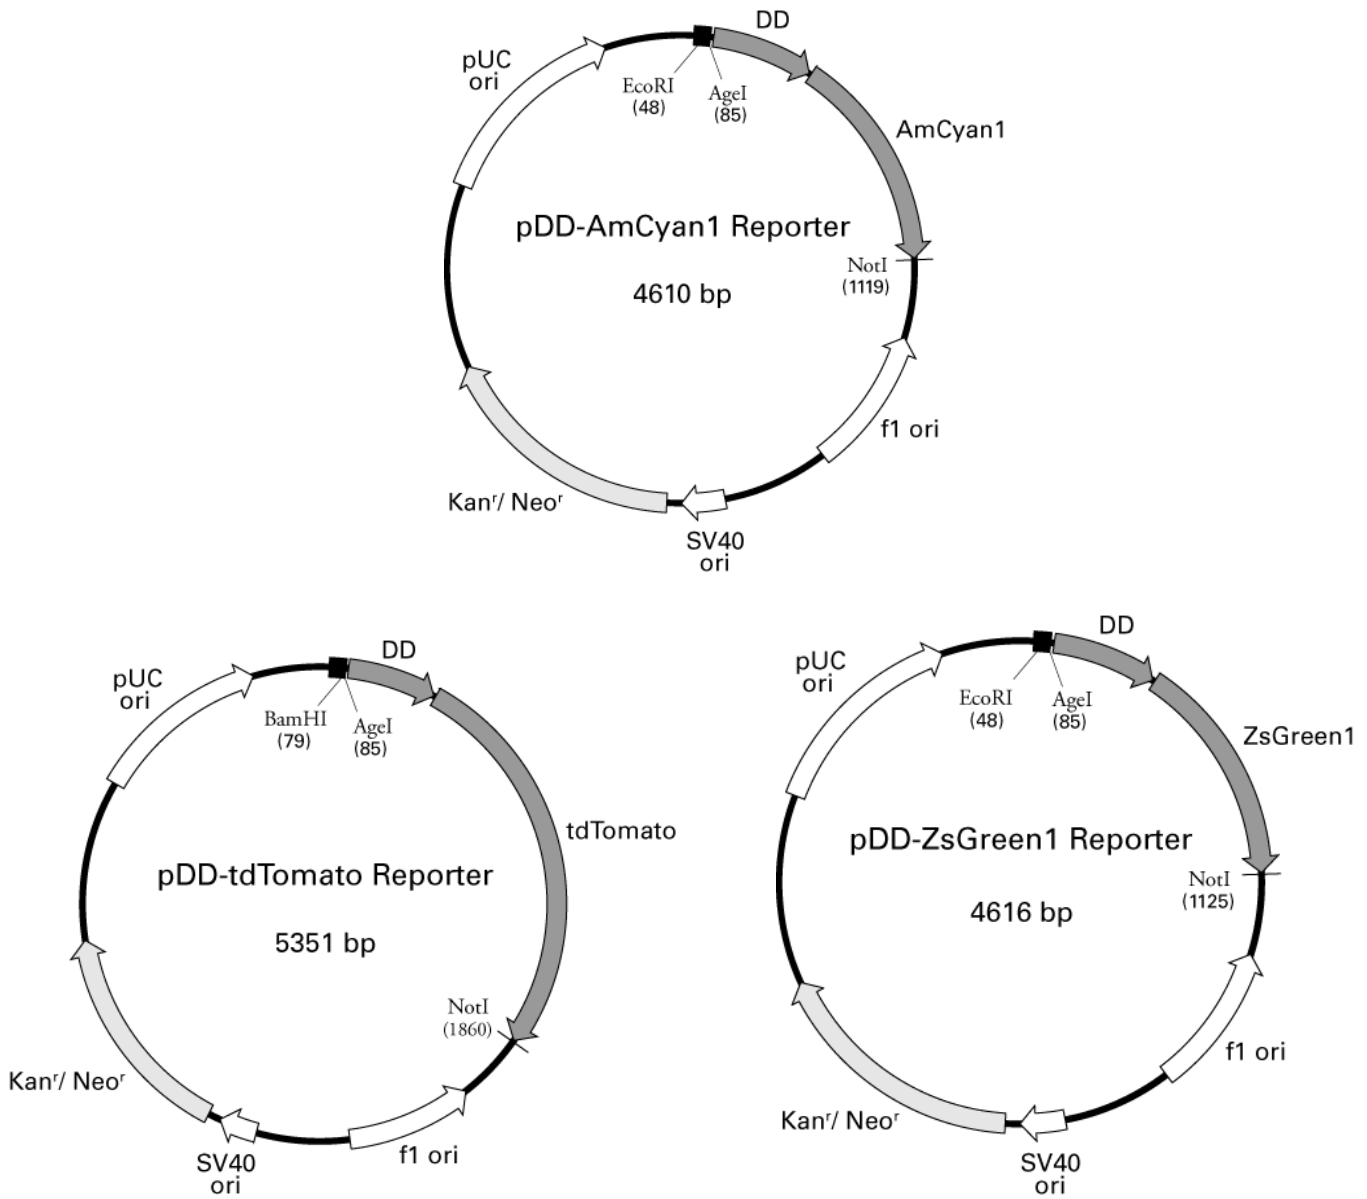 DD
pUC
ori
EcoRI
(48)
AgeI
(85)
AmCyan1
pDD-AmCyan1 Reporter
4610 bp
NotI
(1119)
f1 ori
Kanʳ/ Neoʳ
SV40
ori
DD
pUC
ori
BamHI
(79)
AgeI
(85)
tdTomato
pDD-tdTomato Reporter
5351 bp
NotI
(1860)
Kanʳ/ Neoʳ
f1 ori
SV40
ori
DD
pUC
ori
EcoRI
(48)
AgeI
(85)
ZsGreen1
pDD-ZsGreen1 Reporter
4616 bp
NotI
(1125)
f1 ori
Kanʳ/ Neoʳ
SV40
ori